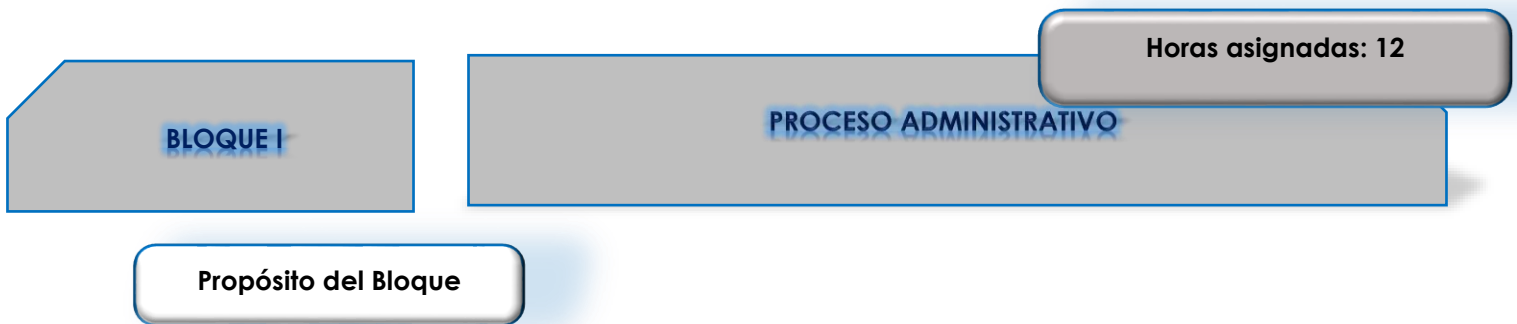 Horas asignadas: 12
BLOQUE I
PROCESO ADMINISTRATIVO
Propósito del Bloque